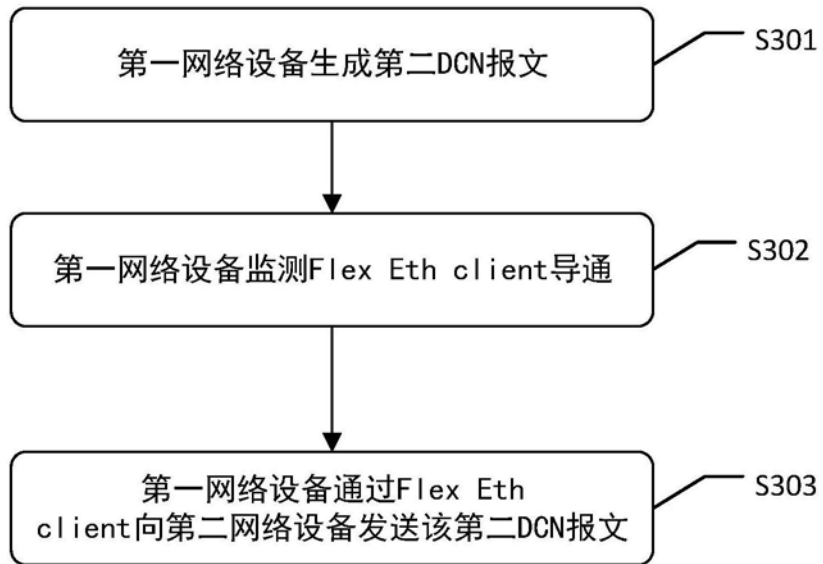 第一网络设备生成第二DCN报文
S301
第一网络设备监测Flex Eth client导通
S302
第一网络设备通过Flex Eth
client向第二网络设备发送该第二DCN报文
S303